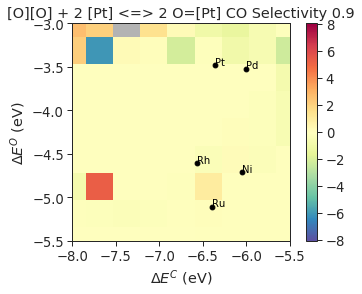 [O][O] + 2 [Pt] <=> 2 O=[Pt] CO Selectivity 0.9
−3.0
−3.5
−4.0
−4.5
−5.0
−5.5
ΔE^O (eV)
Pt
Pd
Rh
Ni
Ru
−8.0
−7.5
−7.0
−6.5
−6.0
−5.5
ΔE^C (eV)
8
6
4
2
0
−2
−4
−6
−8